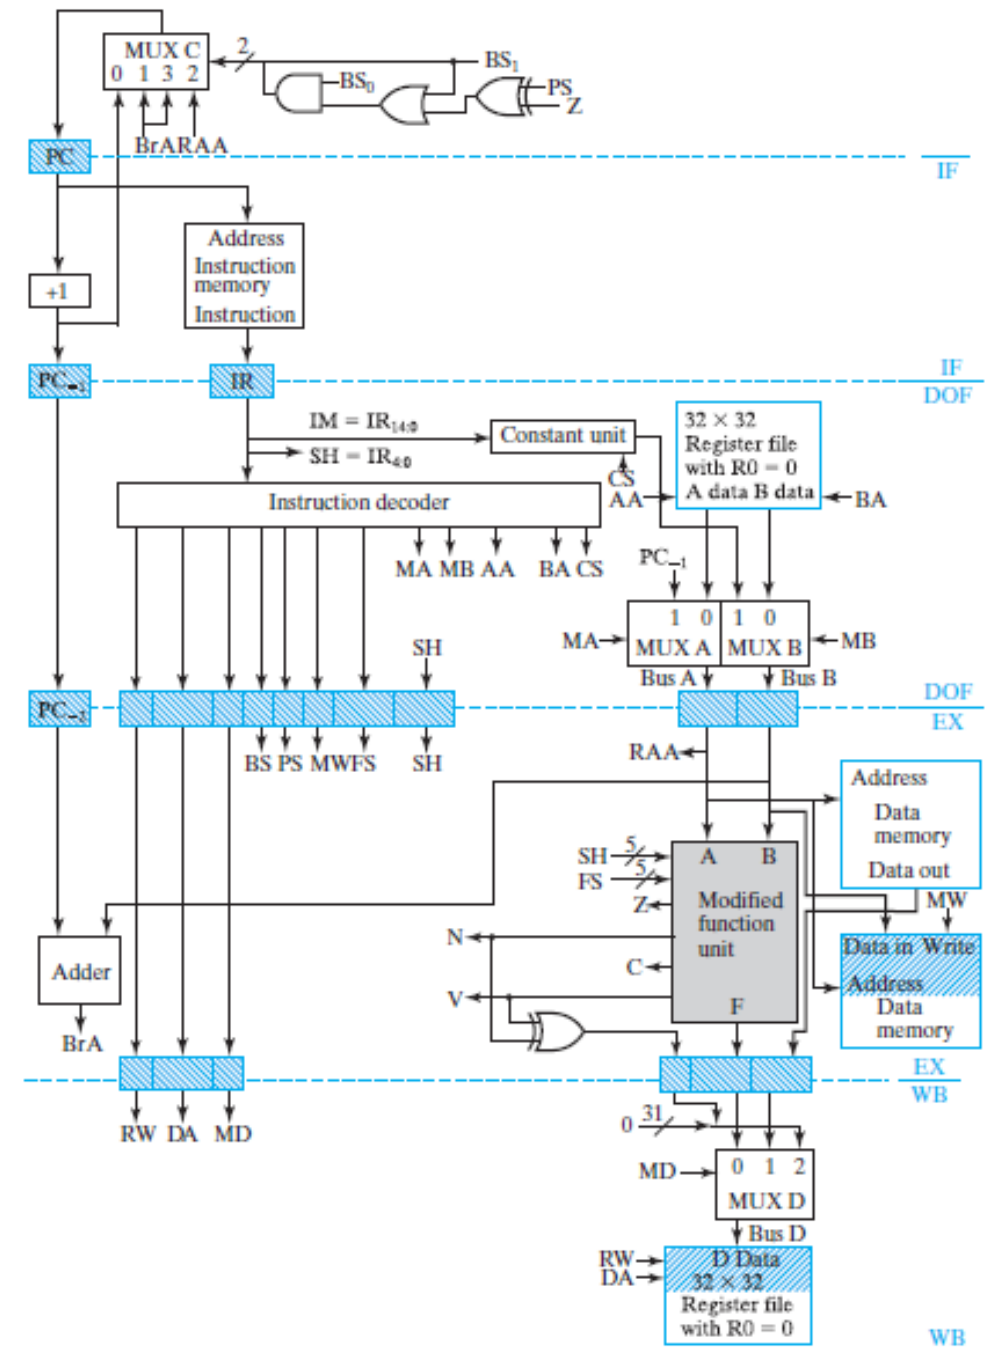 MUX C
0 1 3 2
2
BS₁
BS₀
PS
Z
BrA RAA
PC
IF
Address
Instruction
memory
Instruction
+1
PC₋₁
IR
IF
DOF
IM = IR₁₄:₀
SH = IR₄:₀
Constant unit
CS
32 × 32
Register file
with R0 = 0
A data B data
AA
BA
Instruction decoder
MA MB AA BA CS
PC₋₁
1 0 1 0
MA
MUX A
MUX B
MB
SH
Bus A
Bus B
PC₋₂
DOF
EX
BS PS MW FS SH
RAA
Address
Data
memory
Data out
MW
SH
5
FS
5
A B
Z
Modified
function
unit
N
C
V
F
Data in Write
Address
Data
memory
Adder
BrA
EX
WB
RW DA MD
0
31
MD
0 1 2
MUX D
Bus D
RW
DA
D Data
32 × 32
Register file
with R0 = 0
WB